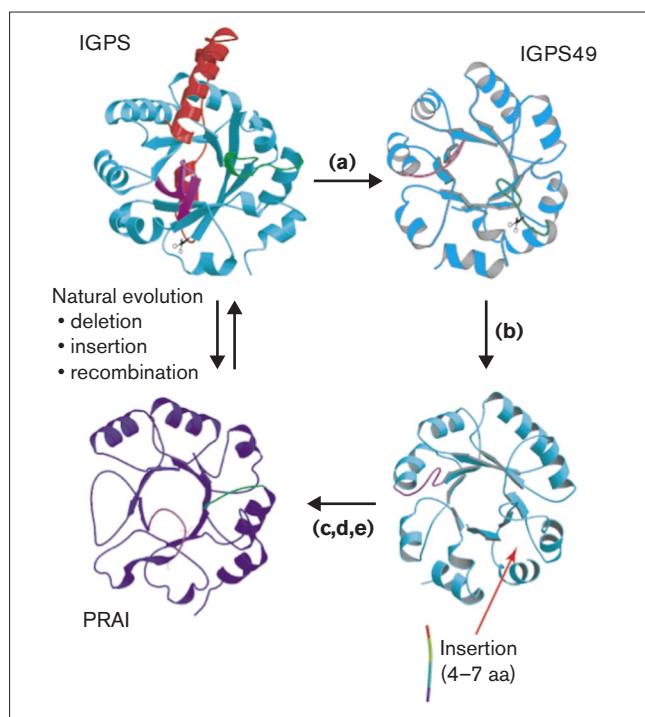 IGPS
IGPS49
(a)
Natural evolution
• deletion
• insertion
• recombination
(b)
(c,d,e)
PRAI
Insertion
(4–7 aa)